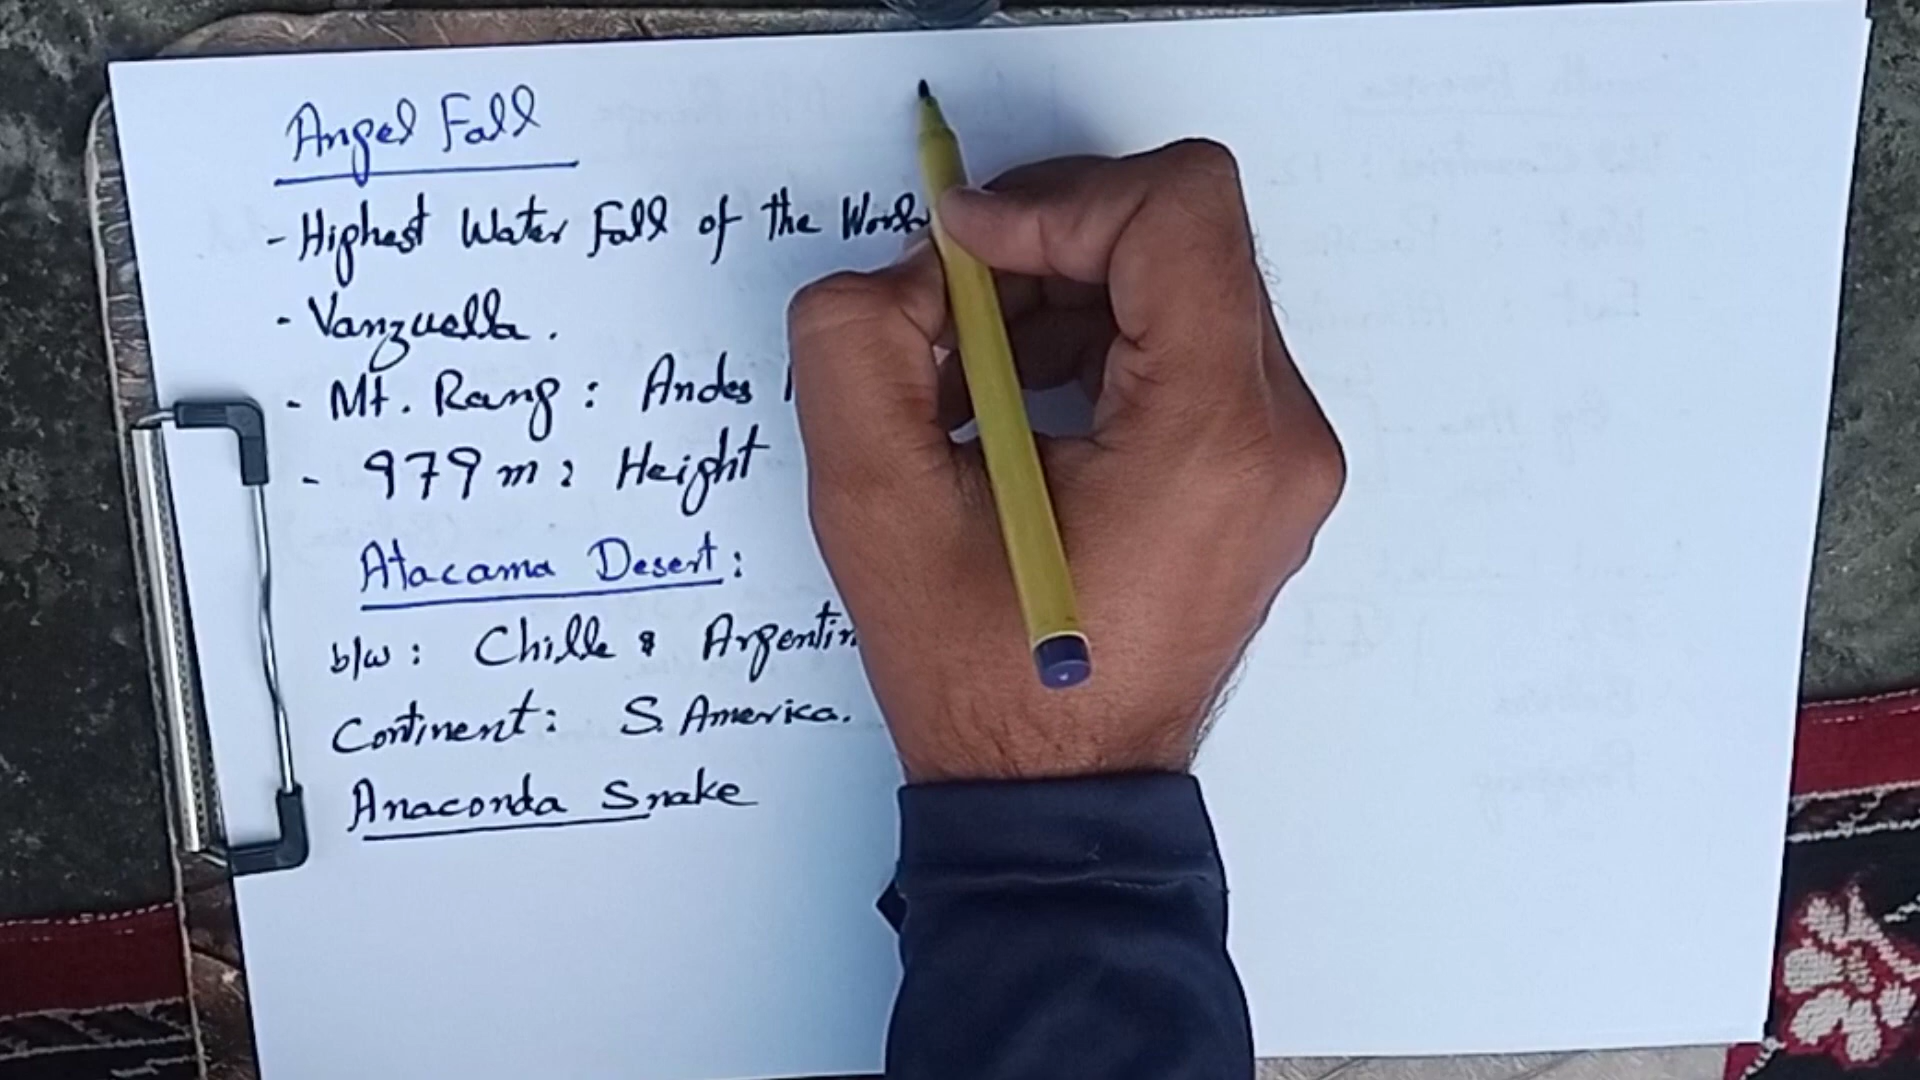 Angel Fall
- Highest Water Fall of the World
- Vanzuella.
- Mt. Rang: Andes
- 979 m: Height
Atacama Desert:
b/w: Chille & Argentin
Continent: S. America.
Anaconda Snake